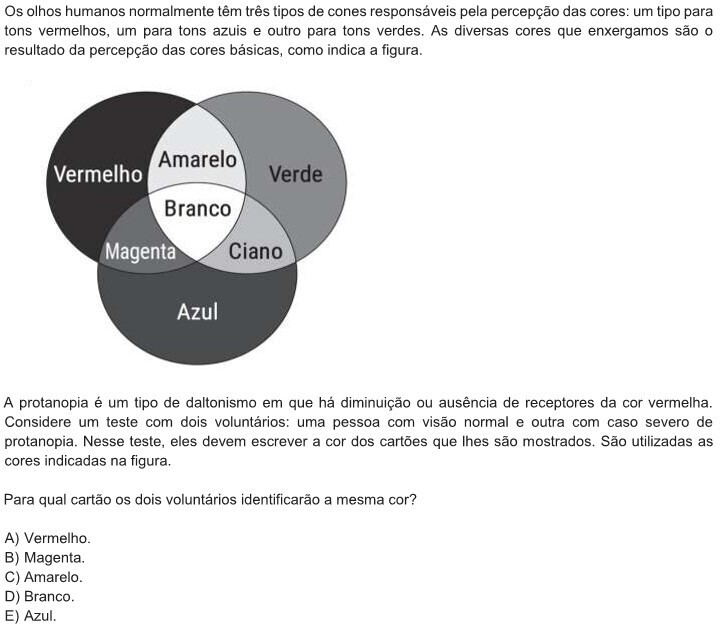 Os olhos humanos normalmente têm três tipos de cones responsáveis pela percepção das cores: um tipo para
tons vermelhos, um para tons azuis e outro para tons verdes. As diversas cores que enxergamos são o
resultado da percepção das cores básicas, como indica a figura.
Amarelo
Vermelho
Verde
Branco
Magenta
Ciano
Azul
A protanopia é um tipo de daltonismo em que há diminuição ou ausência de receptores da cor vermelha.
Considere um teste com dois voluntários: uma pessoa com visão normal e outra com caso severo de
protanopia. Nesse teste, eles devem escrever a cor dos cartões que lhes são mostrados. São utilizadas as
cores indicadas na figura.
Para qual cartão os dois voluntários identificarão a mesma cor?
A) Vermelho.
B) Magenta.
C) Amarelo.
D) Branco.
E) Azul.